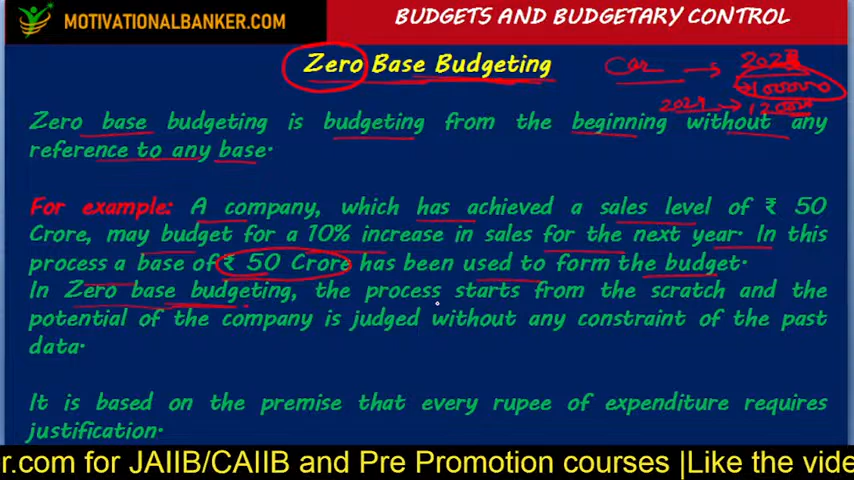 MOTIVATIONALBANKER.COM
BUDGETS AND BUDGETARY CONTROL
Zero Base Budgeting
Car →
2024 →
Zero base budgeting is budgeting from the beginning without any
reference to any base.
For example: A company, which has achieved a sales level of ₹ 50
Crore, may budget for a 10% increase in sales for the next year. In this
process a base of ₹ 50 Crore has been used to form the budget.
In Zero base budgeting, the process starts from the scratch and the
potential of the company is judged without any constraint of the past
data.
It is based on the premise that every rupee of expenditure requires
justification.
r.com for JAIIB/CAIIB and Pre Promotion courses |Like the vide